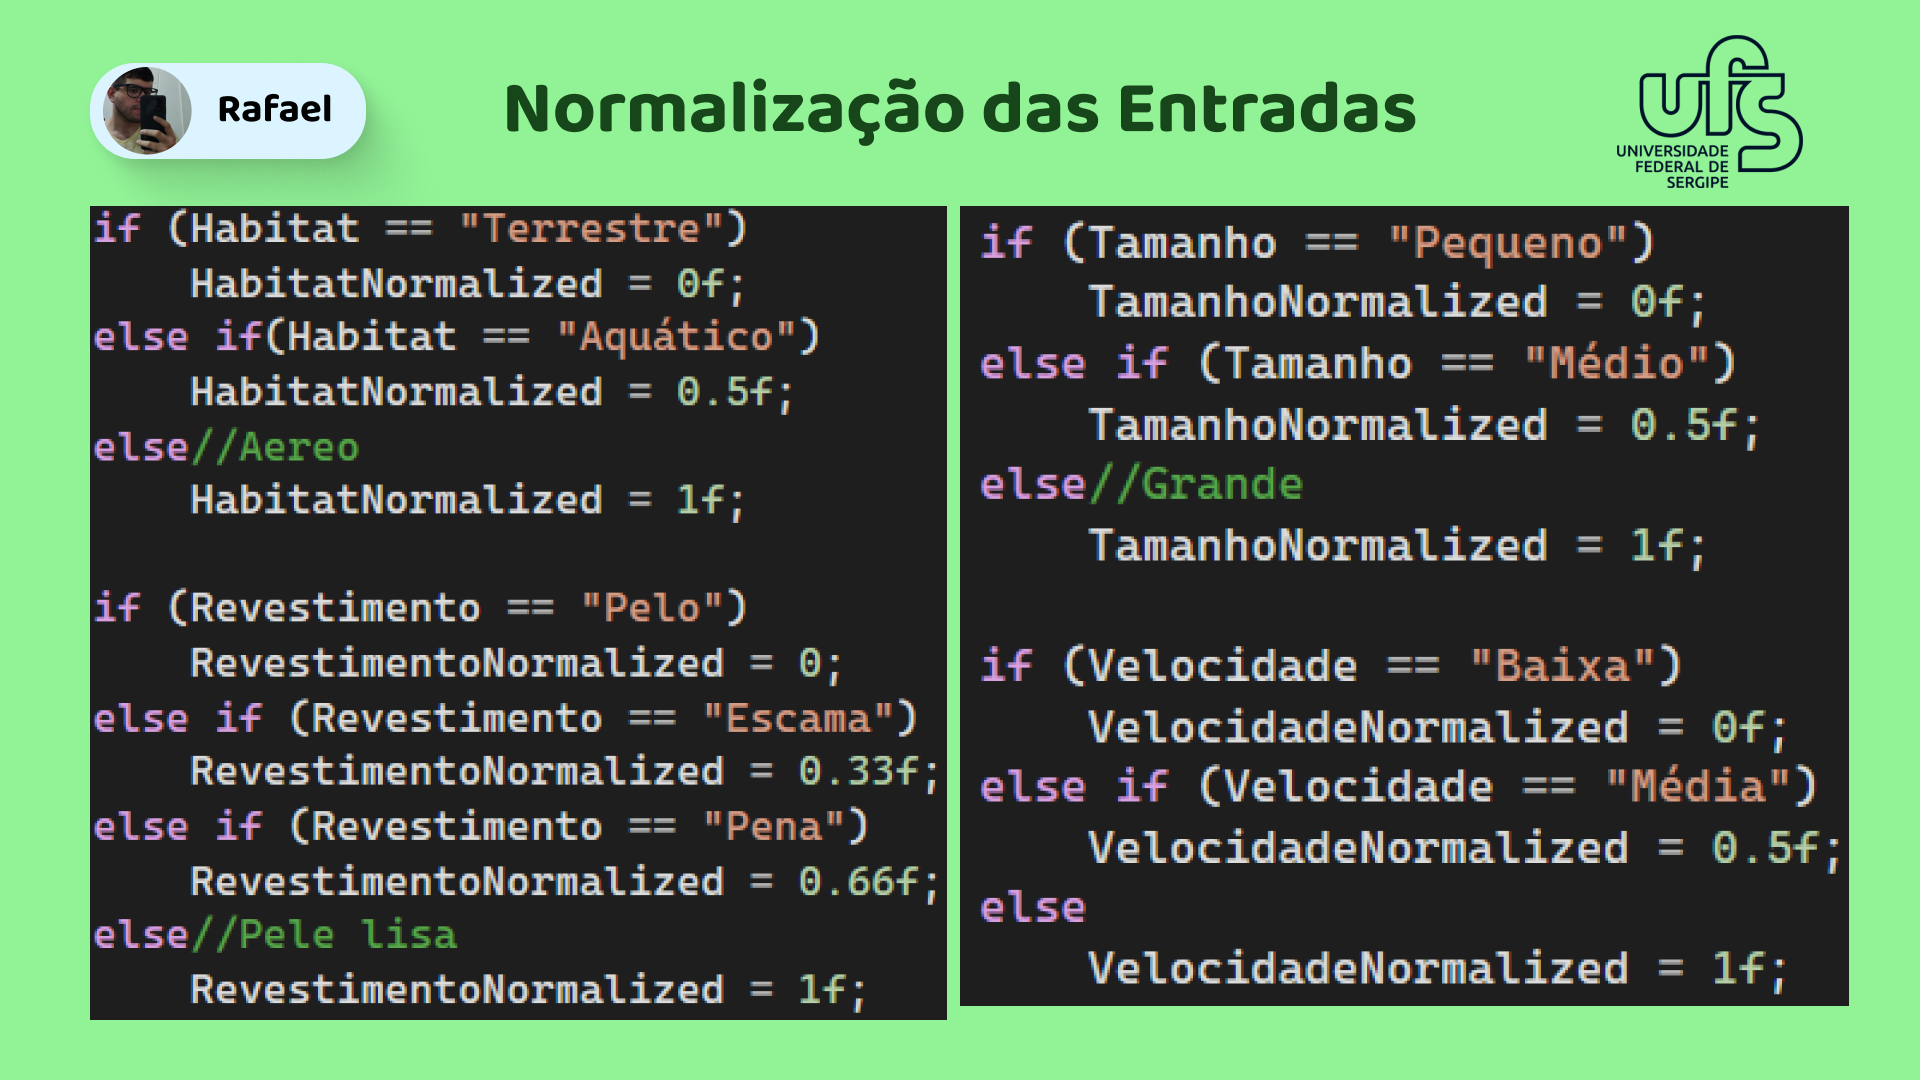 Rafael
Normalização das Entradas
ufs
UNIVERSIDADE
FEDERAL DE
SERGIPE
if (Habitat == "Terrestre")
    HabitatNormalized = 0f;
else if(Habitat == "Aquático")
    HabitatNormalized = 0.5f;
else//Aereo
    HabitatNormalized = 1f;
if (Revestimento == "Pelo")
    RevestimentoNormalized = 0;
else if (Revestimento == "Escama")
    RevestimentoNormalized = 0.33f;
else if (Revestimento == "Pena")
    RevestimentoNormalized = 0.66f;
else//Pele lisa
    RevestimentoNormalized = 1f;
if (Tamanho == "Pequeno")
    TamanhoNormalized = 0f;
else if (Tamanho == "Médio")
    TamanhoNormalized = 0.5f;
else//Grande
    TamanhoNormalized = 1f;
if (Velocidade == "Baixa")
    VelocidadeNormalized = 0f;
else if (Velocidade == "Média")
    VelocidadeNormalized = 0.5f;
else
    VelocidadeNormalized = 1f;